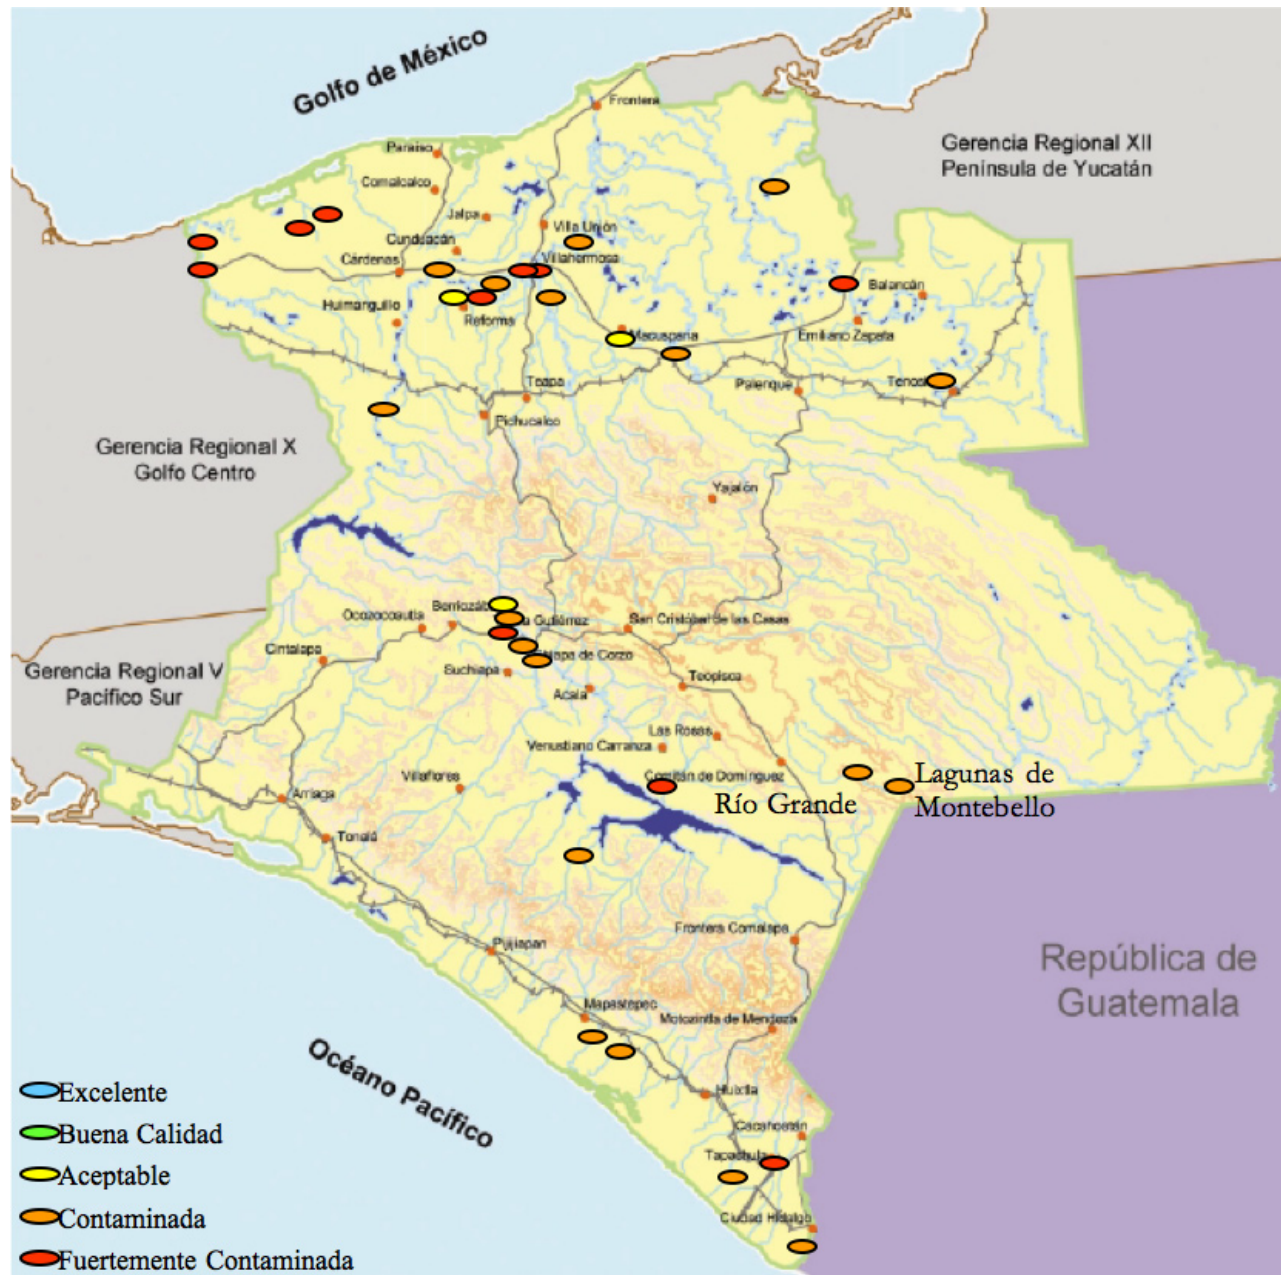 Golfo de México
Frontera
Gerencia Regional XII
Península de Yucatán
Paraíso
Comalcalco
Jalpa
Villa Unión
Cunduacán
Cárdenas
Villahermosa
Balancán
Huimanguillo
Reforma
Macuspana
Emiliano Zapata
Teapa
Palenque
Tenos
Pichucalco
Gerencia Regional X
Golfo Centro
Yajalón
Ocozocoautla
Berriozáb
a Gutiérrez
San Cristóbal de las Casas
Cintalapa
hiapa de Corzo
Gerencia Regional V
Pacífico Sur
Suchiapa
Acala
Teopisca
Las Rosas
Venustiano Carranza
Villaflores
Comitán de Domínguez
Lagunas de
Montebello
Río Grande
Arriaga
Tonalá
Frontera Comalapa
Pijijiapan
República de
Guatemala
Mapastepec
Motozintla de Mendoza
Océano Pacífico
Huixtla
Cacahoatán
Tapachula
Ciudad Hidalgo
Excelente
Buena Calidad
Aceptable
Contaminada
Fuertemente Contaminada